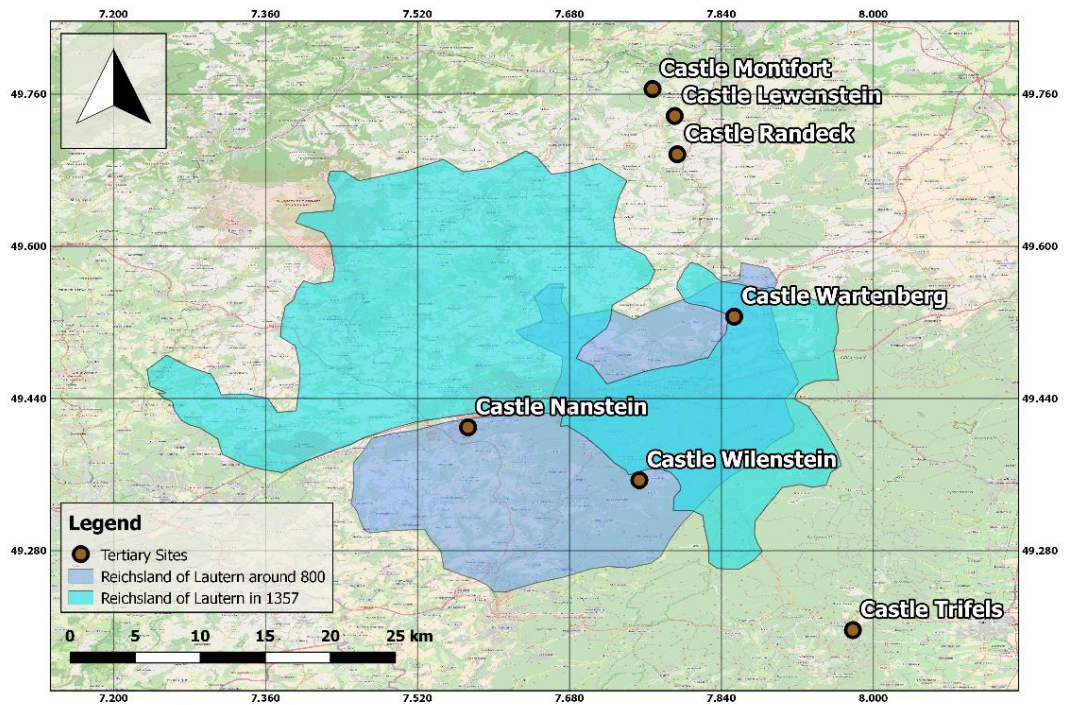 7.200 7.360 7.520 7.680 7.840 8.000
Castle Montfort
49.760 49.760
Castle Lewenstein
Castle Randeck
49.600 49.600
Castle Wartenberg
49.440 49.440
Castle Nanstein
Castle Wilenstein
Legend
Tertiary Sites
49.280 49.280
Reichsland of Lautern around 800
Reichsland of Lautern in 1357
Castle Trifels
0 5 10 15 20 25 km
7.200 7.360 7.520 7.680 7.840 8.000